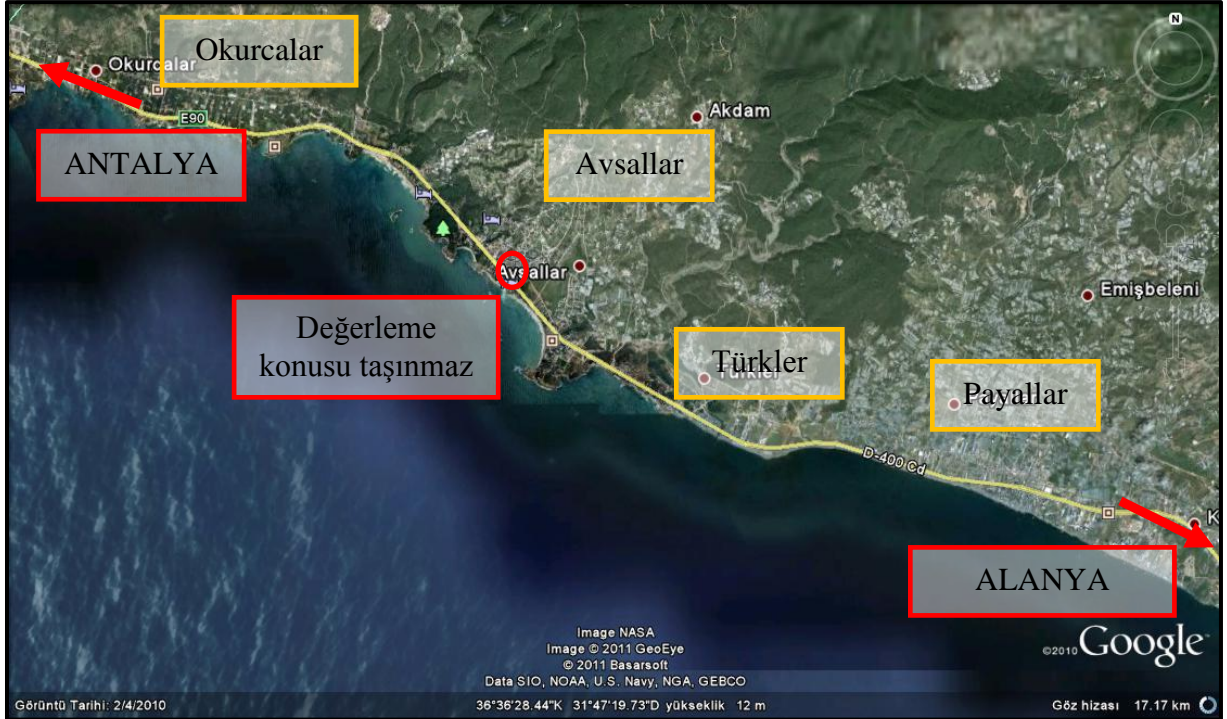 N
Okurcalar
Okurcalar
Akdam
E90
ANTALYA
Avsallar
Avsallar
Emişbeleni
Değerleme
konusu taşınmaz
Türkler
Türkler
Payallar
D-400 Cd
K
ALANYA
Image NASA
Image © 2011 GeoEye
© 2011 Basarsoft
Data SIO, NOAA, U.S. Navy, NGA, GEBCO
©2010 Google
Görüntü Tarihi: 2/4/2010
36°36'28.44"K 31°47'19.73"D yükseklik 12 m
Göz hizası 17.17 km